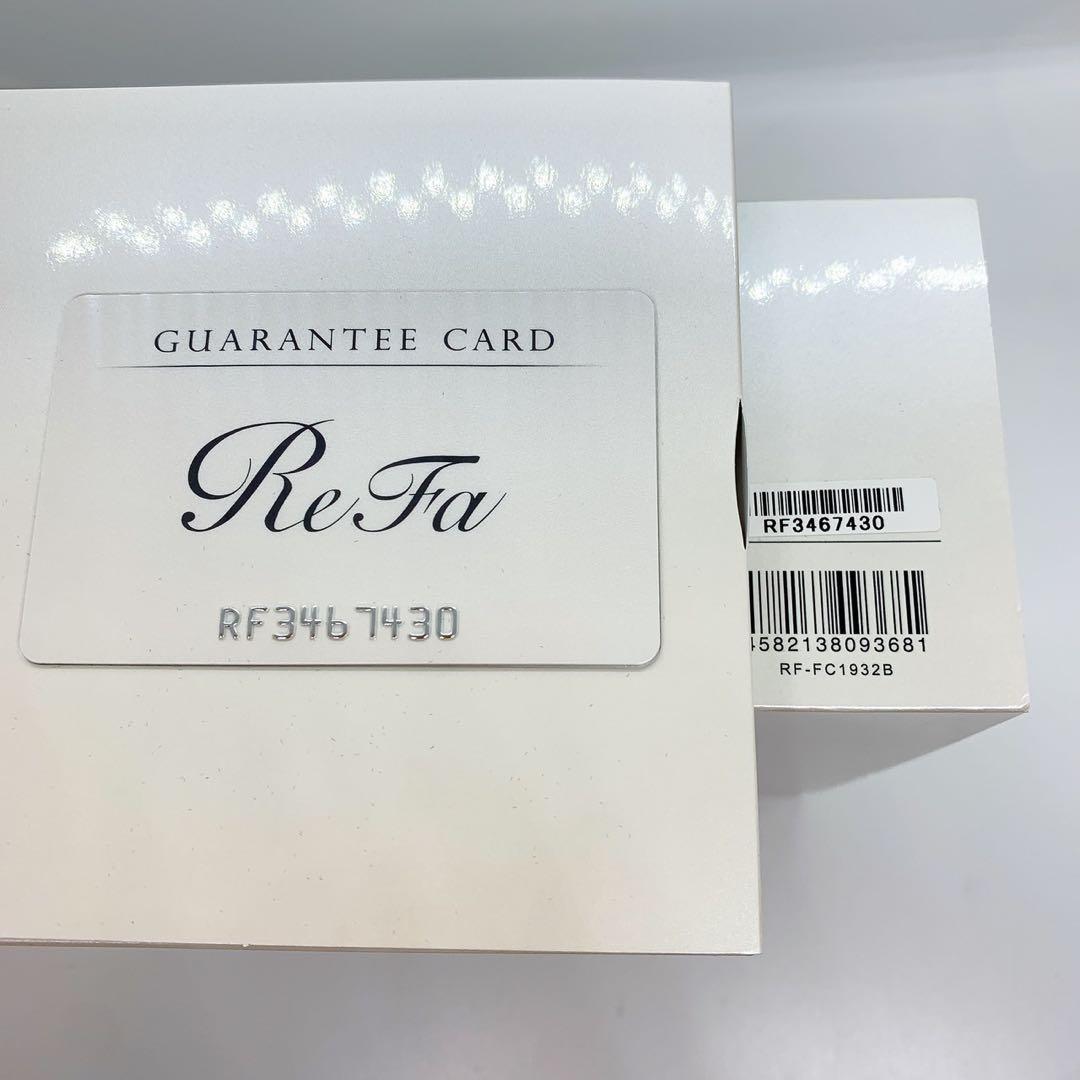 GUARANTEE CARD
ReFa
RF3467430
RF3467430
4582138093681
RF-FC1932B